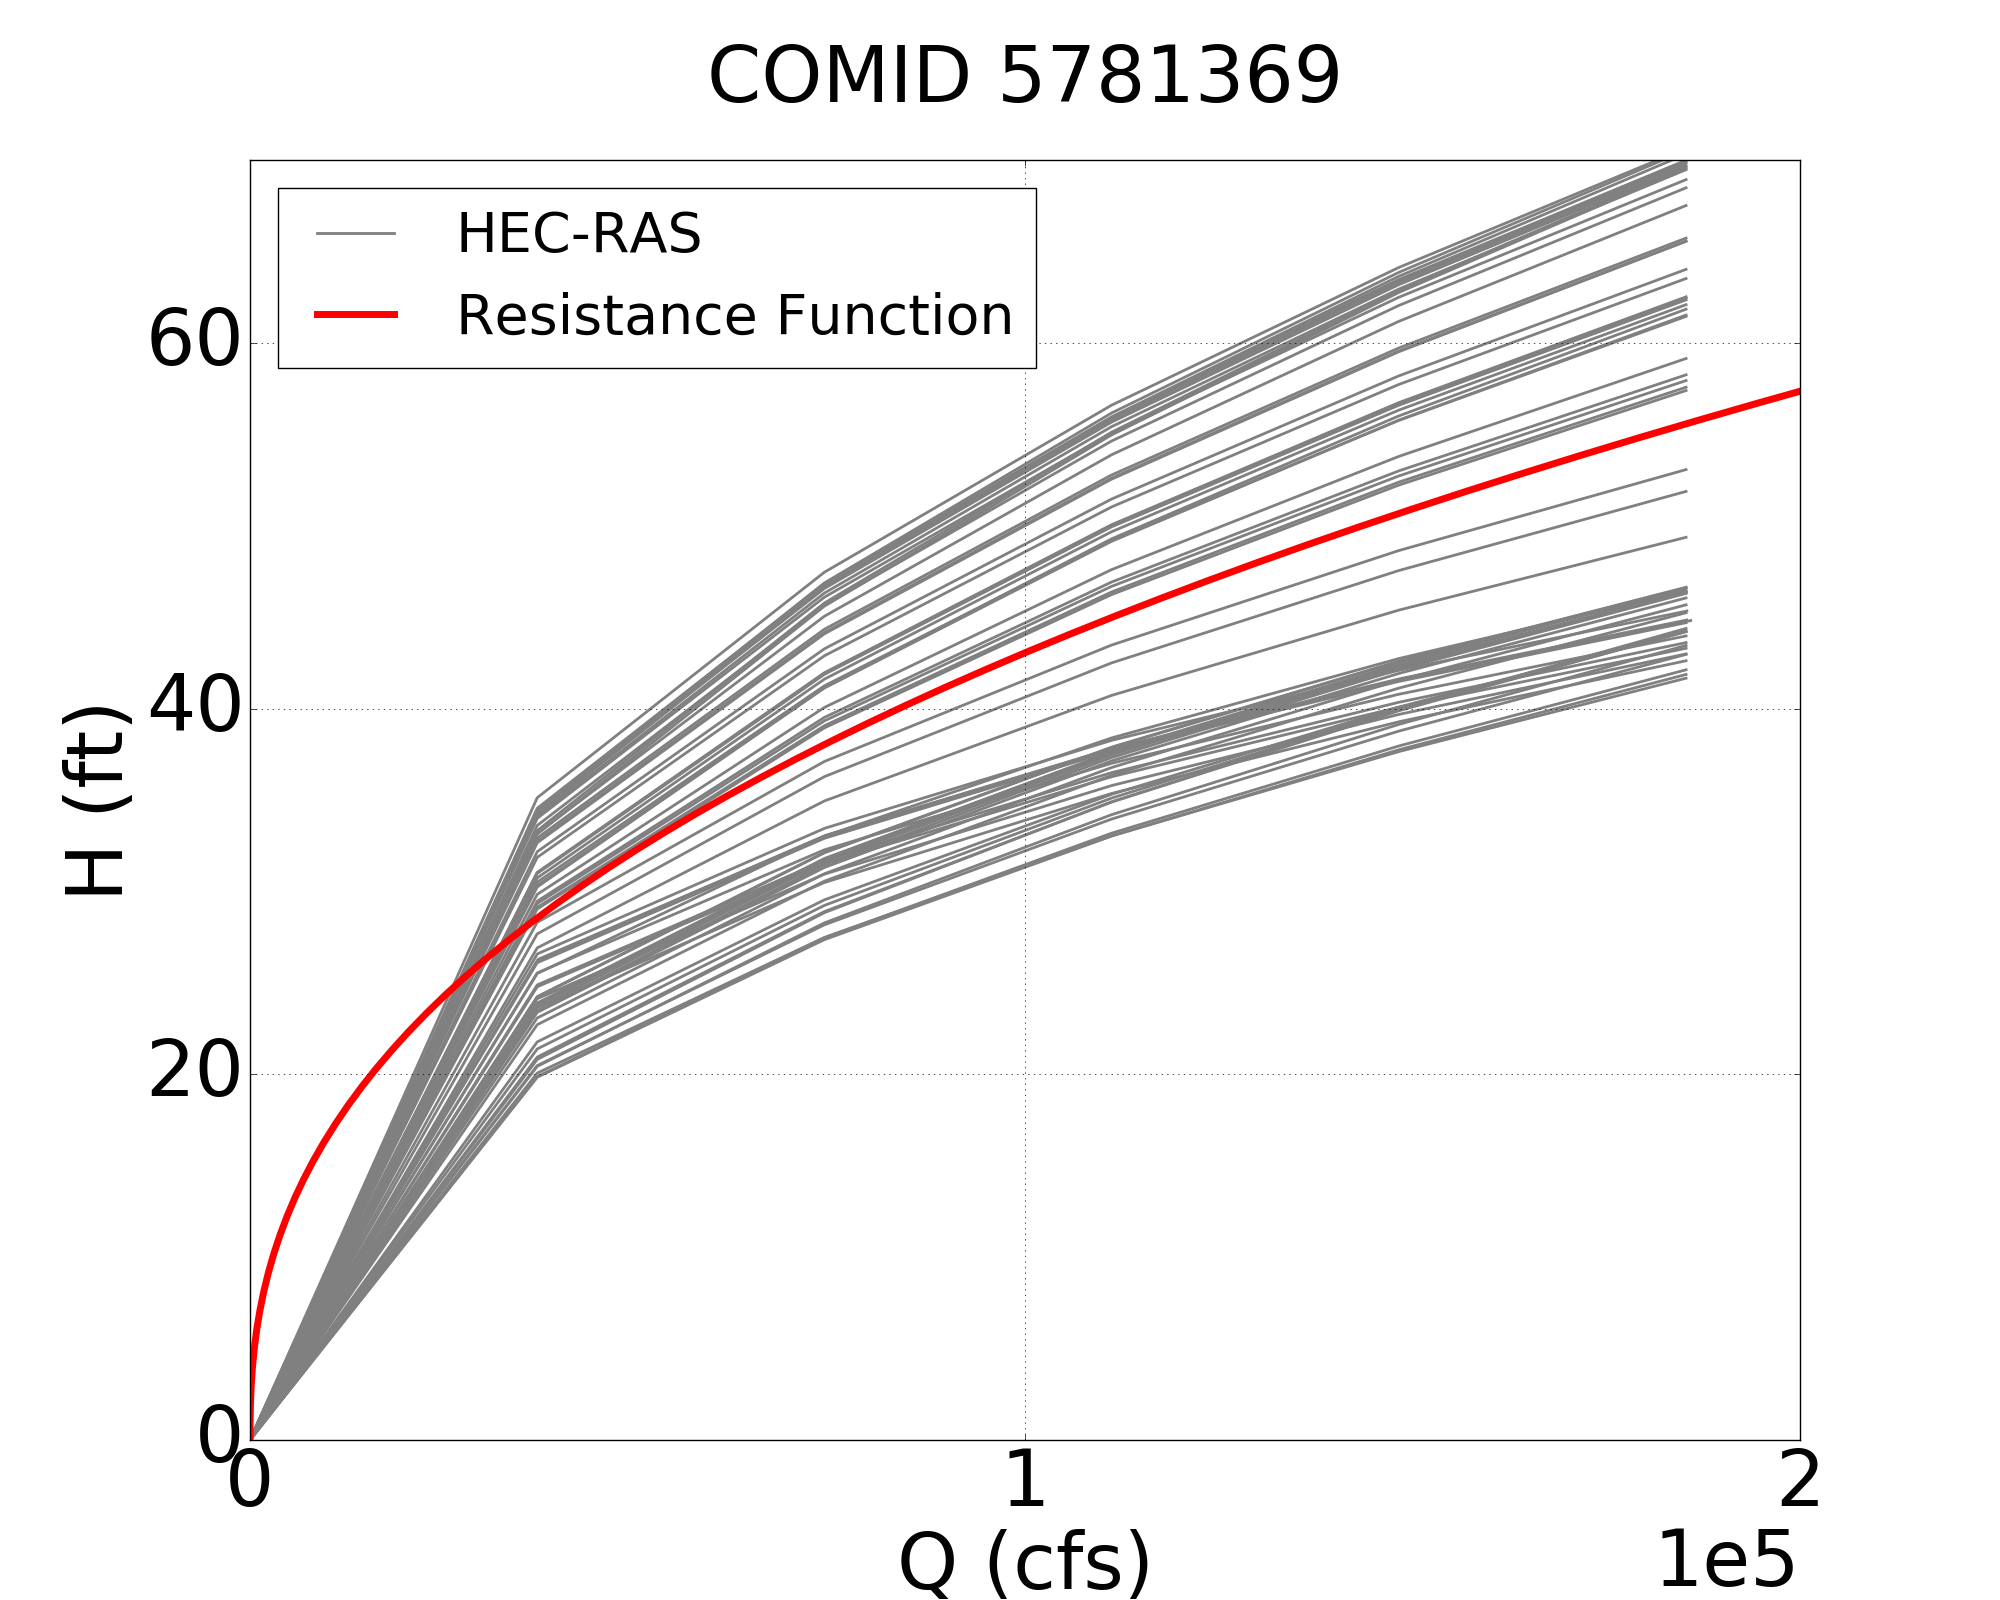 COMID 5781369
HEC-RAS
Resistance Function
60
40
20
0
H (ft)
0 1 2
Q (cfs)
1e5